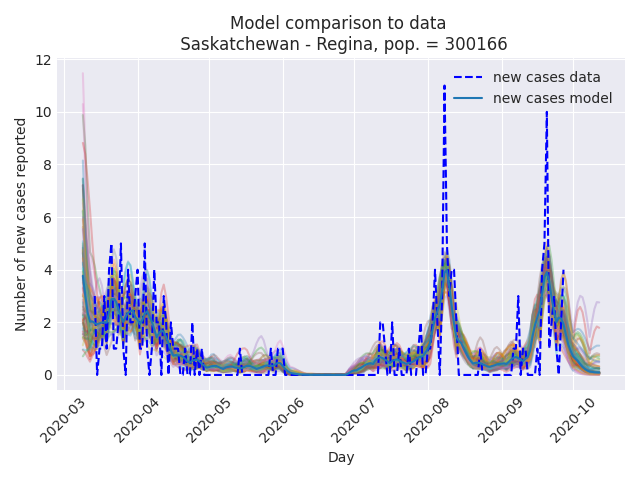 Model comparison to data
Saskatchewan - Regina, pop. = 300166
new cases data
new cases model
Number of new cases reported
12
10
8
6
4
2
0
2020-03
2020-04
2020-05
2020-06
2020-07
2020-08
2020-09
2020-10
Day